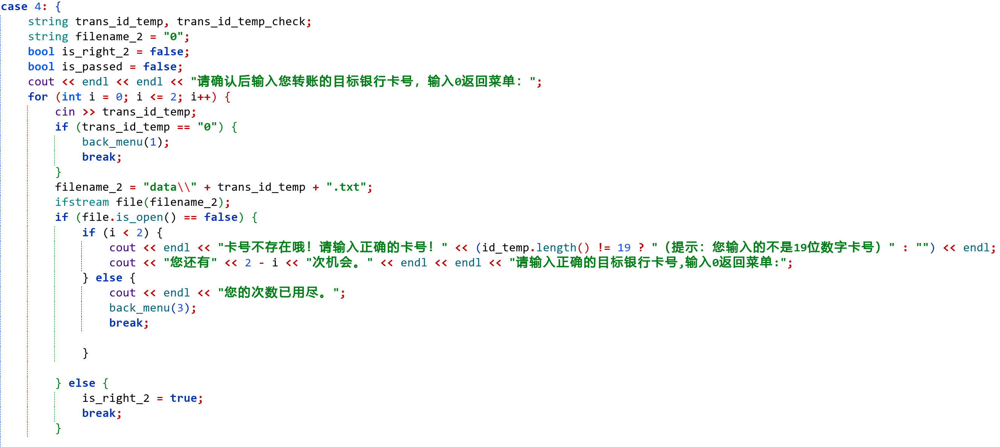 case 4: {
    string trans_id_temp, trans_id_temp_check;
    string filename_2 = "0";
    bool is_right_2 = false;
    bool is_passed = false;
    cout << endl << endl << "请确认后输入您转账的目标银行卡号，输入0返回菜单：";
    for (int i = 0; i <= 2; i++) {
        cin >> trans_id_temp;
        if (trans_id_temp == "0") {
            back_menu(1);
            break;
        }
        filename_2 = "data\\" + trans_id_temp + ".txt";
        ifstream file(filename_2);
        if (file.is_open() == false) {
            if (i < 2) {
                cout << endl << "卡号不存在哦！请输入正确的卡号！" << (id_temp.length() != 19 ? "（提示：您输入的不是19位数字卡号）" : "") << endl;
                cout << "您还有" << 2 - i << "次机会。" << endl << endl << "请输入正确的目标银行卡号,输入0返回菜单:";
            } else {
                cout << endl << "您的次数已用尽。";
                back_menu(3);
                break;

            }

        } else {
            is_right_2 = true;
            break;
        }